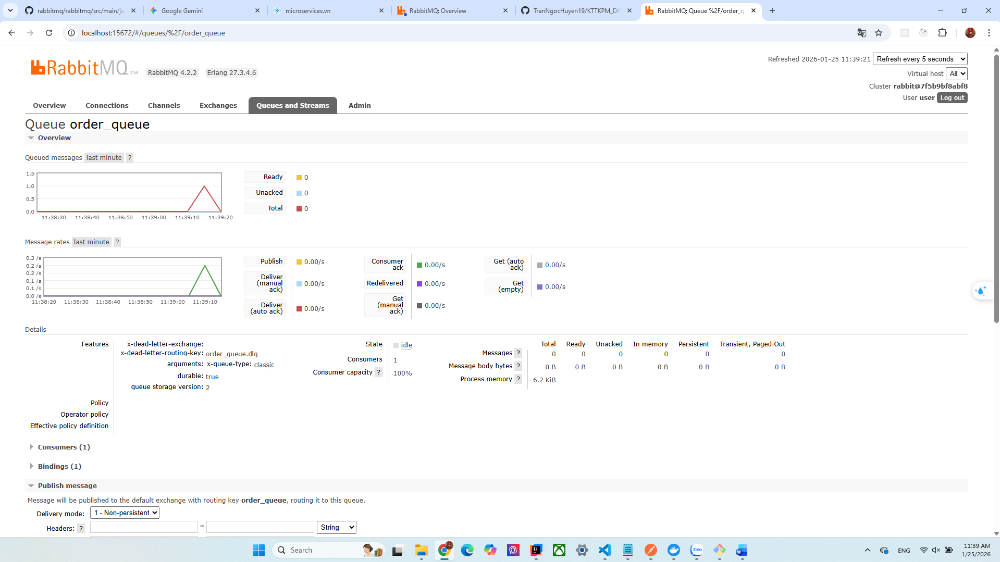 rabbitmq/rabbitmq/src/main/ja
Google Gemini
microservices.vn
RabbitMQ: Overview
TranNgocHuyen19/KTTKPM_DH
RabbitMQ: Queue %2F/order_q
localhost:15672/#/queues/%2F/order_queue
RabbitMQ TM
RabbitMQ 4.2.2
Erlang 27.3.4.6
Refreshed 2026-01-25 11:39:21
Refresh every 5 seconds
Virtual host All
Cluster rabbit@7f5b9bf8abf8
User user Log out
Overview
Connections
Channels
Exchanges
Queues and Streams
Admin
Queue order_queue
Overview
Queued messages last minute ?
1.5
1.0
0.5
0.0
11:38:30 11:38:40 11:38:50 11:39:00 11:39:10 11:39:20
Ready 0
Unacked 0
Total 0
Message rates last minute ?
0.3 /s
0.2 /s
0.2 /s
0.1 /s
0.1 /s
0.0 /s
11:38:20 11:38:30 11:38:40 11:38:50 11:39:00 11:39:10
Publish 0.00/s
Deliver (manual ack) 0.00/s
Deliver (auto ack) 0.00/s
Consumer ack 0.00/s
Redelivered 0.00/s
Get (manual ack) 0.00/s
Get (auto ack) 0.00/s
Get (empty) 0.00/s
Details
Features
x-dead-letter-exchange:
x-dead-letter-routing-key: order_queue.dlq
arguments: x-queue-type: classic
durable: true
queue storage version: 2
Policy
Operator policy
Effective policy definition
State idle
Consumers 1
Consumer capacity ? 100%
Total Ready Unacked In memory Persistent Transient, Paged Out
Messages ? 0 0 0 0 0 0
Message body bytes ? 0 B 0 B 0 B 0 B 0 B 0 B
Process memory ? 6.2 KiB
Consumers (1)
Bindings (1)
Publish message
Message will be published to the default exchange with routing key order_queue, routing it to this queue.
Delivery mode: 1 - Non-persistent
Headers: ? = String
Search
Zalo
ENG
11:39 AM
1/25/2026